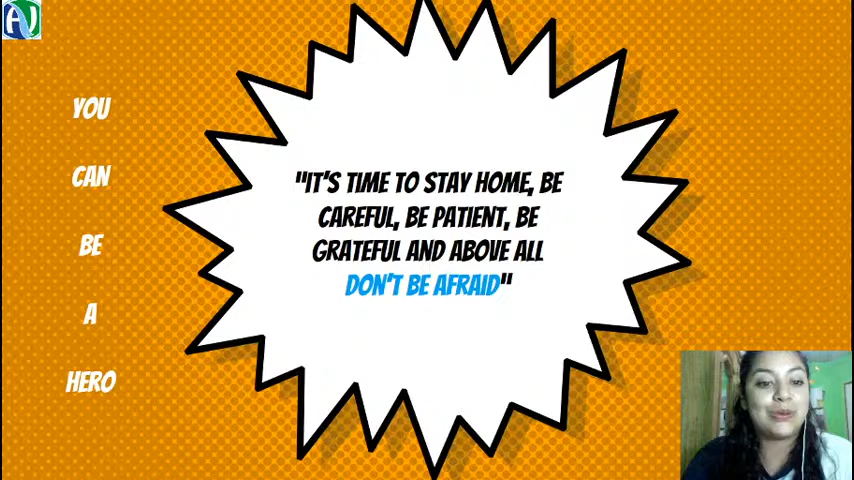 AJ
YOU
CAN
BE
A
HERO
"IT'S TIME TO STAY HOME, BE
CAREFUL, BE PATIENT, BE
GRATEFUL AND ABOVE ALL
DON'T BE AFRAID"